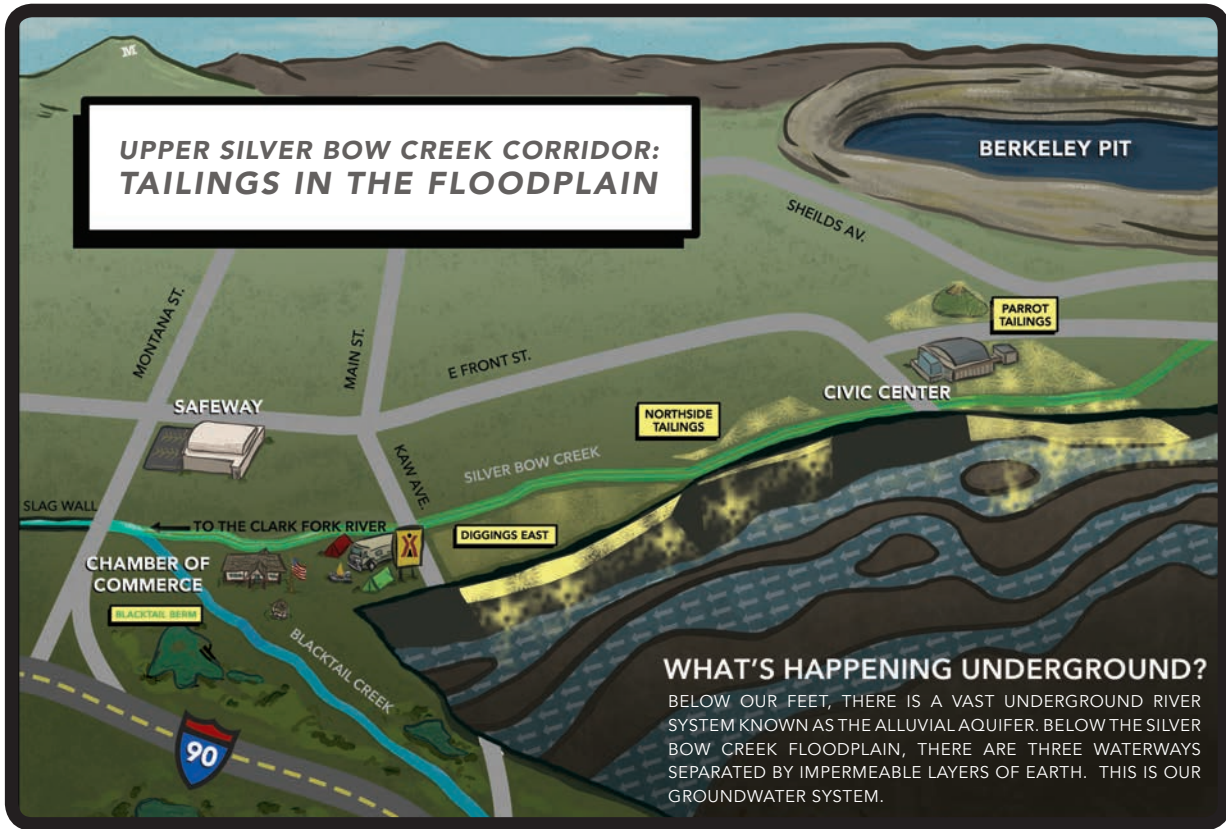 M
UPPER SILVER BOW CREEK CORRIDOR:
TAILINGS IN THE FLOODPLAIN
BERKELEY PIT
SHEILDS AV.
MONTANA ST.
MAIN ST.
E FRONT ST.
PARROT
TAILINGS
CIVIC CENTER
SAFEWAY
NORTHSIDE
TAILINGS
KAW AVE.
SILVER BOW CREEK
SLAG WALL
TO THE CLARK FORK RIVER
DIGGINGS EAST
CHAMBER OF
COMMERCE
BLACKTAIL BERM
BLACKTAIL CREEK
90
WHAT'S HAPPENING UNDERGROUND?
BELOW OUR FEET, THERE IS A VAST UNDERGROUND RIVER
SYSTEM KNOWN AS THE ALLUVIAL AQUIFER. BELOW THE SILVER
BOW CREEK FLOODPLAIN, THERE ARE THREE WATERWAYS
SEPARATED BY IMPERMEABLE LAYERS OF EARTH. THIS IS OUR
GROUNDWATER SYSTEM.